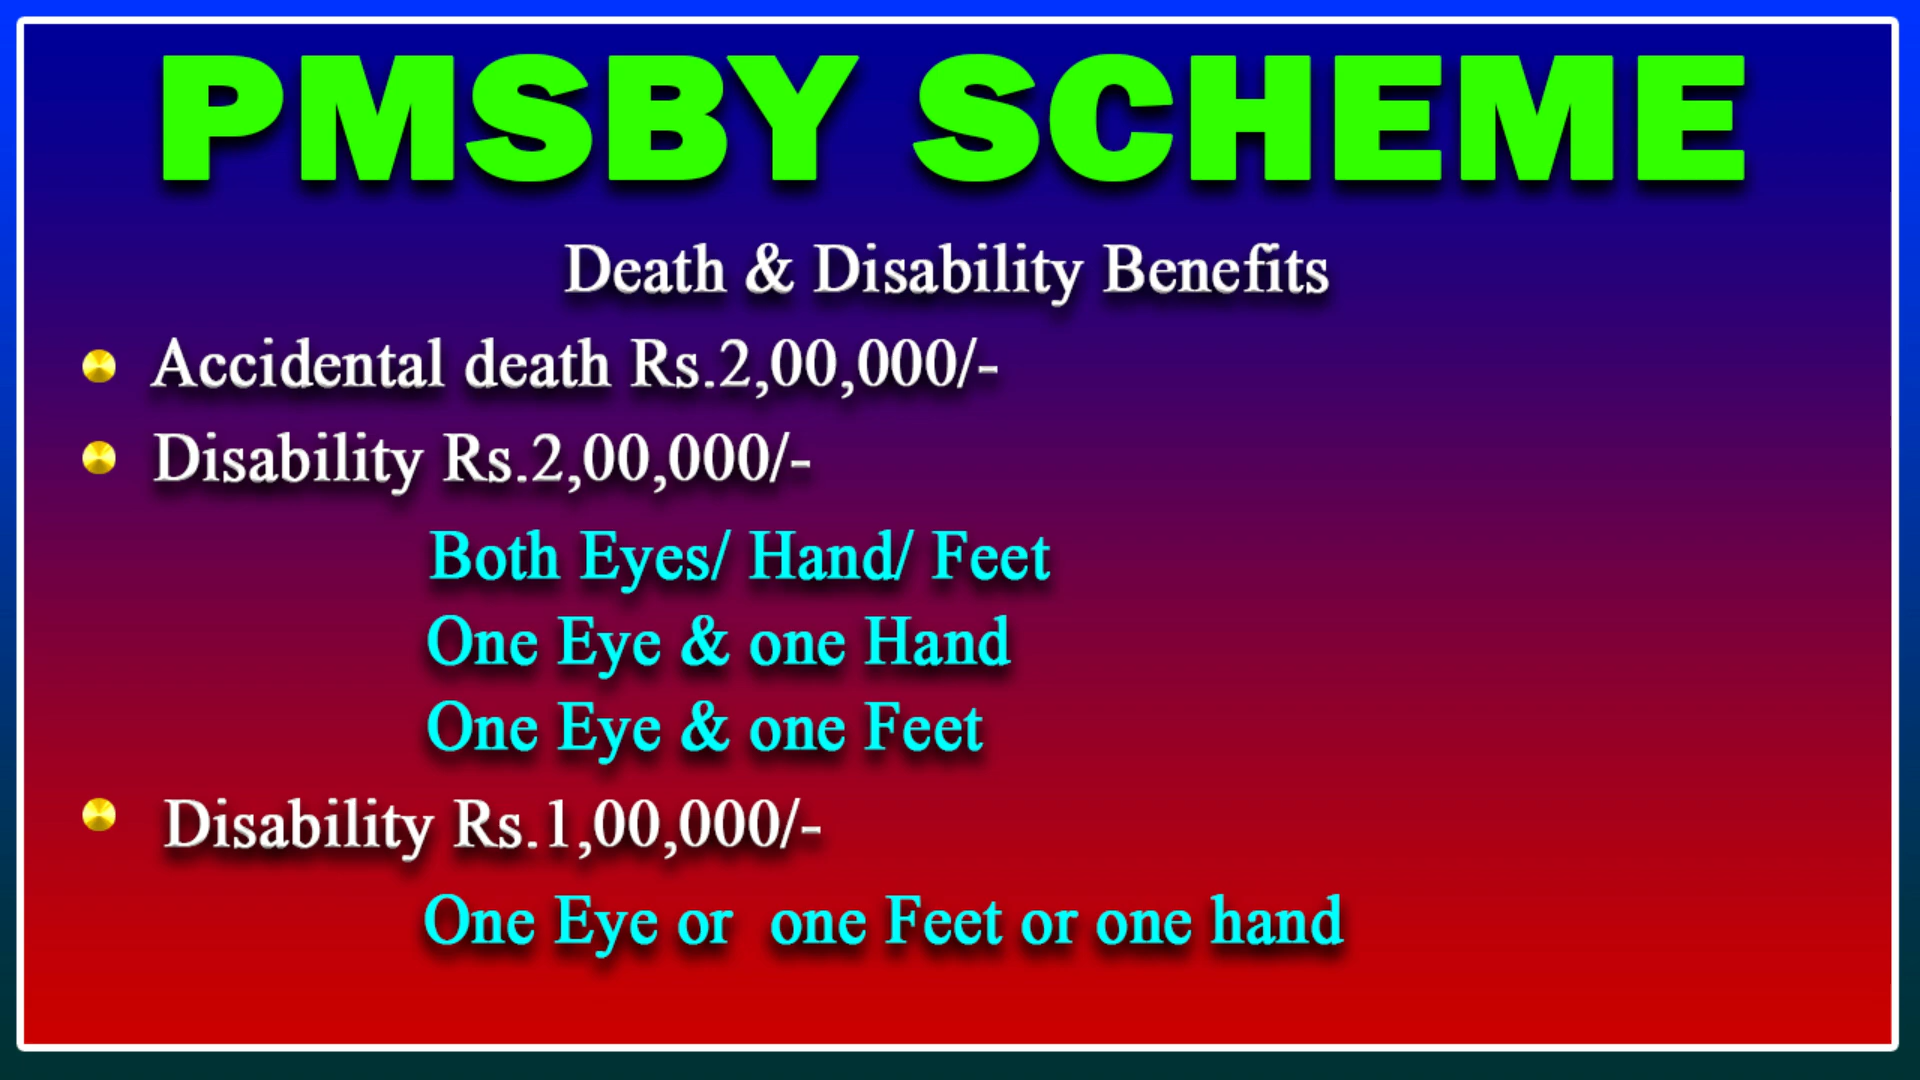 PMSBY SCHEME
Death & Disability Benefits
Accidental death Rs.2,00,000/-
Disability Rs.2,00,000/-
Both Eyes/ Hand/ Feet
One Eye & one Hand
One Eye & one Feet
Disability Rs.1,00,000/-
One Eye or one Feet or one hand